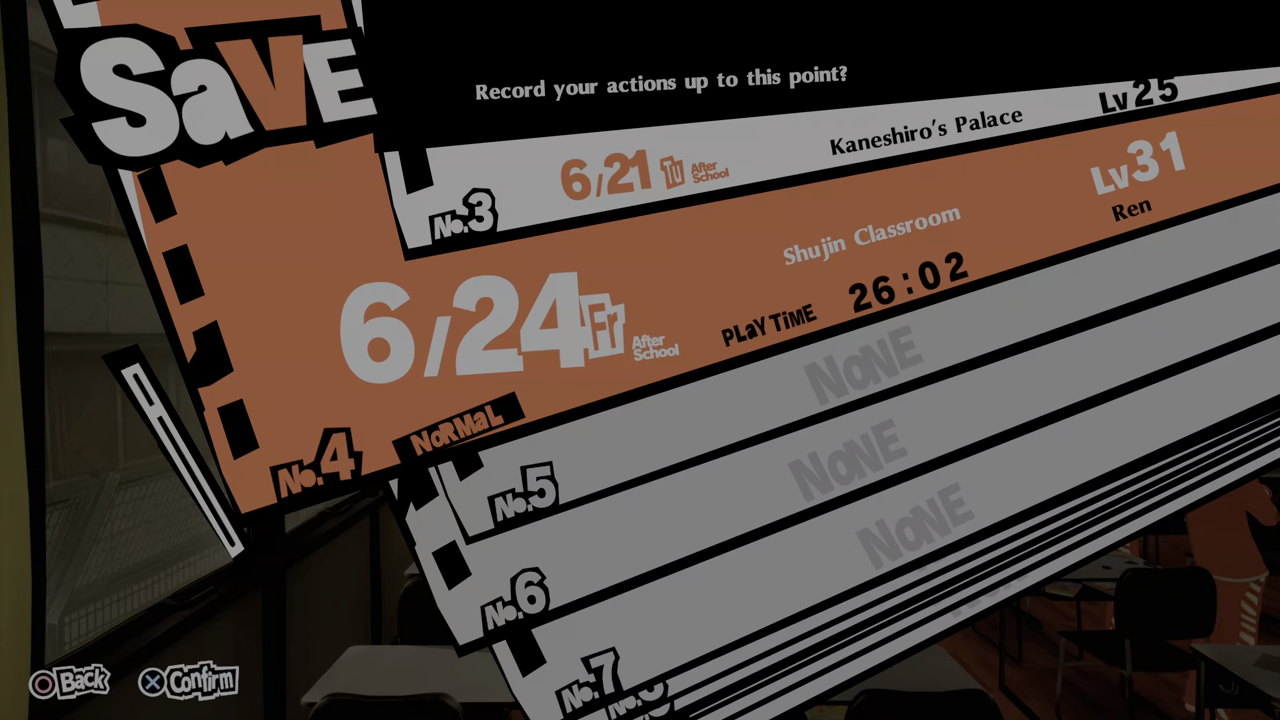 SaVE
Record your actions up to this point?
No.3 6/21 Tu After School Kaneshiro's Palace Lv25
No.4 6/24 Fr After School Shujin Classroom Lv31
PLaY TiME 26:02 Ren
NoRMaL
No.5 NoNE
No.6 NoNE
No.7 NoNE
Back Confirm